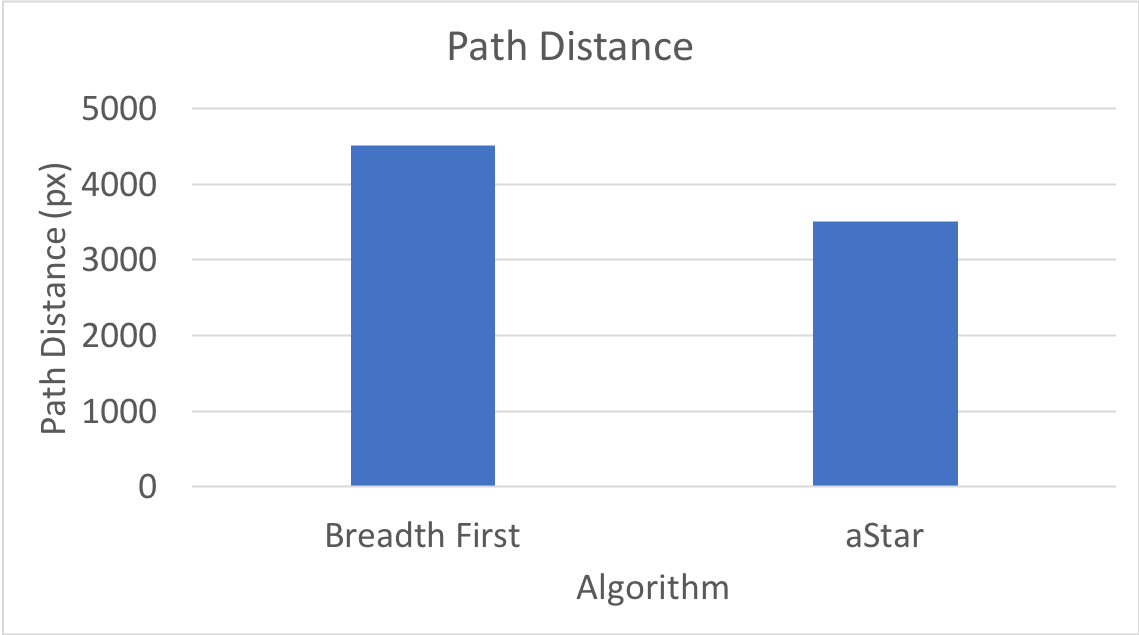 Path Distance
Path Distance (px)
5000
4000
3000
2000
1000
0
Breadth First
aStar
Algorithm